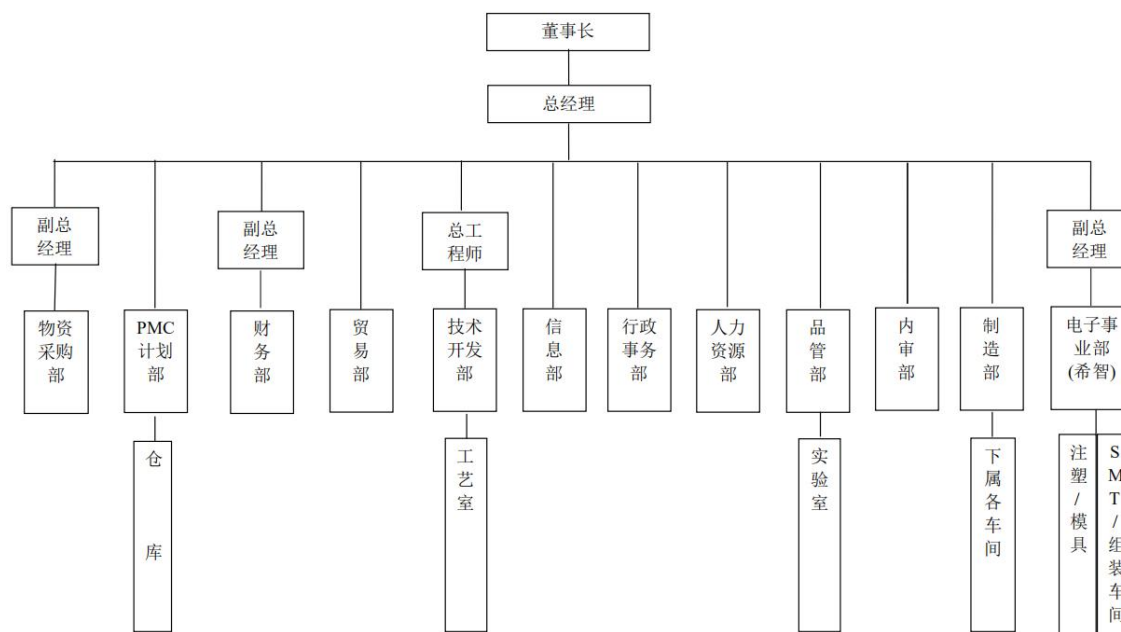 董事长
总经理
副总
经理
副总
经理
总工
程师
副总
经理
物资
采购
部
PMC
计划
部
财
务
部
贸
易
部
技术
开发
部
信
息
部
行政
事务
部
人力
资源
部
品
管
部
内
审
部
制
造
部
电子事
业部
(希智)
仓
库
工
艺
室
实
验
室
下
属
各
车
间
注
塑
/
模
具
S
M
T
/
组
装
车
间